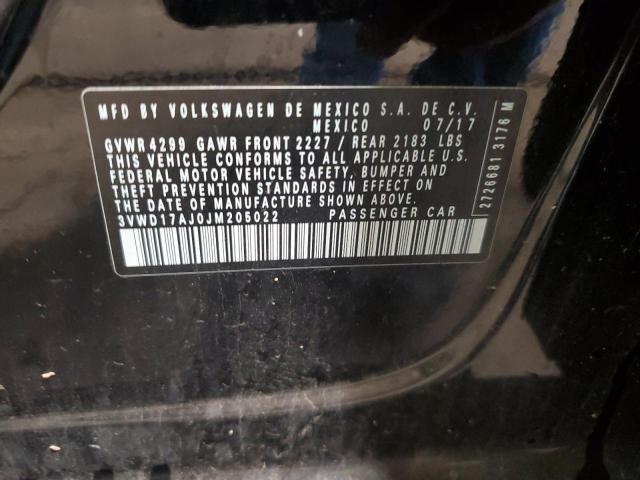 MFD BY VOLKSWAGEN DE MEXICO S.A. DE C.V.
MEXICO 07/17
GVWR 4299 GAWR FRONT 2227 / REAR 2183 LBS
THIS VEHICLE CONFORMS TO ALL APPLICABLE U.S.
FEDERAL MOTOR VEHICLE SAFETY, BUMPER AND
THEFT PREVENTION STANDARDS IN EFFECT ON
THE DATE OF MANUFACTURE SHOWN ABOVE.
3VWD17AJ0JM205022 PASSENGER CAR
2726681 3176 M